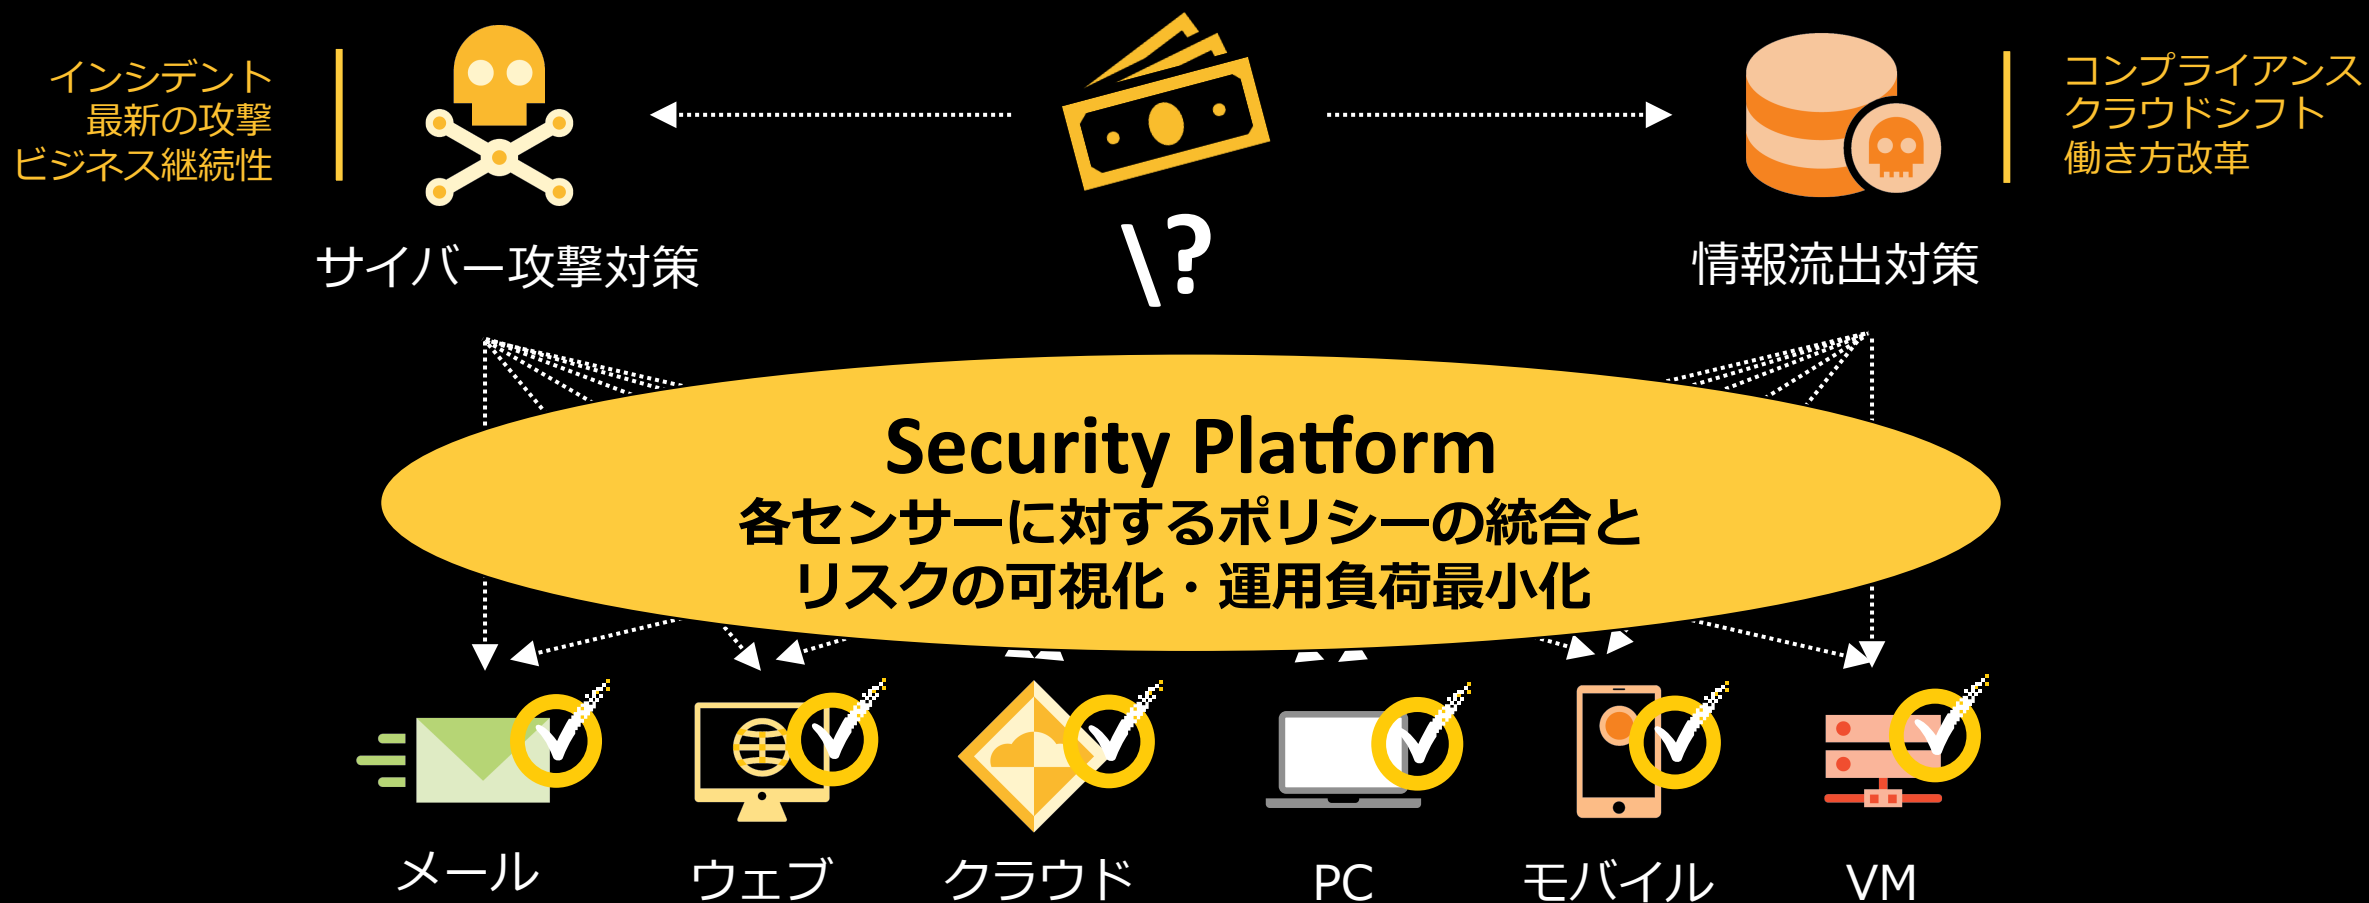 インシデント
最新の攻撃
ビジネス継続性
サイバー攻撃対策
\?
コンプライアンス
クラウドシフト
働き方改革
情報流出対策
Security Platform
各センサーに対するポリシーの統合と
リスクの可視化・運用負荷最小化
メール
ウェブ
クラウド
PC
モバイル
VM